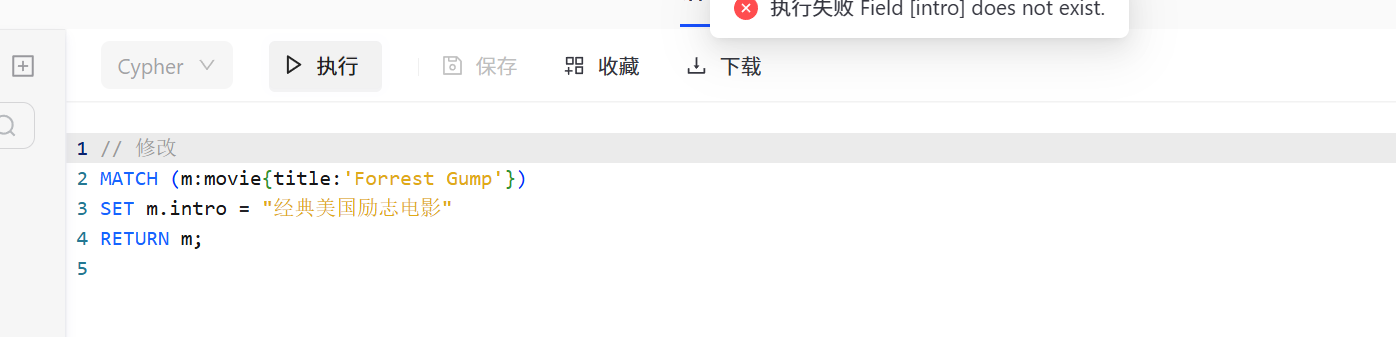 执行失败 Field [intro] does not exist.
Cypher 执行 保存 收藏 下载
1 // 修改
2 MATCH (m:movie{title:'Forrest Gump'})
3 SET m.intro = "经典美国励志电影"
4 RETURN m;
5